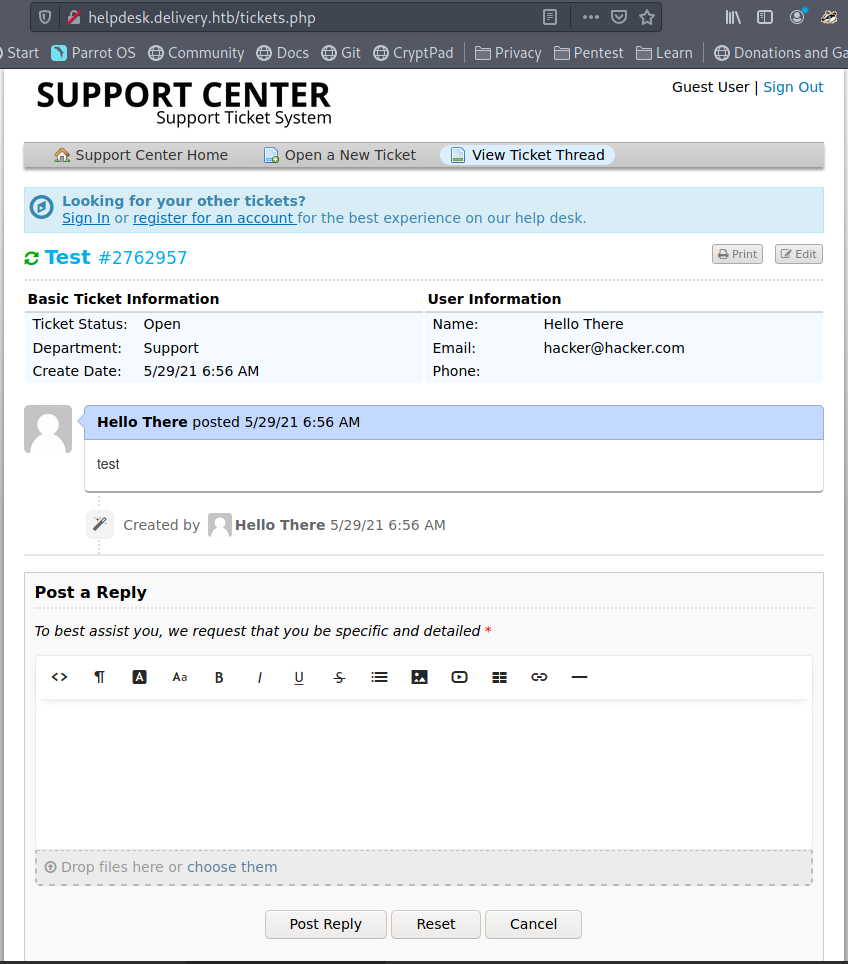 helpdesk.delivery.htb/tickets.php
Start Parrot OS Community Docs Git CryptPad Privacy Pentest Learn Donations and Ga
SUPPORT CENTER
Support Ticket System
Guest User | Sign Out
Support Center Home Open a New Ticket View Ticket Thread
Looking for your other tickets?
Sign In or register for an account for the best experience on our help desk.
Test #2762957
Print Edit
Basic Ticket Information User Information
Ticket Status: Open Name: Hello There
Department: Support Email: hacker@hacker.com
Create Date: 5/29/21 6:56 AM Phone:
Hello There posted 5/29/21 6:56 AM
test
Created by Hello There 5/29/21 6:56 AM
Post a Reply
To best assist you, we request that you be specific and detailed *
<> ¶ A Aa B I U S
Drop files here or choose them
Post Reply Reset Cancel